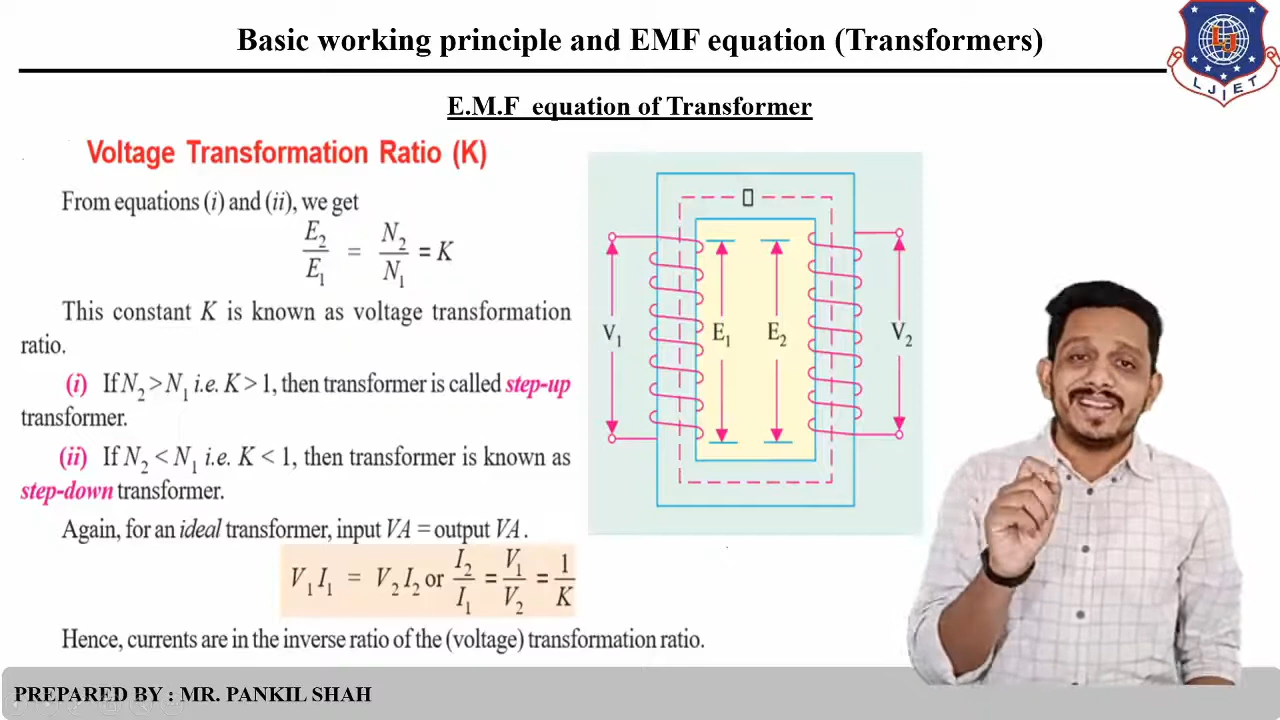 Basic working principle and EMF equation (Transformers)
LJIET
E.M.F equation of Transformer
Voltage Transformation Ratio (K)
From equations (i) and (ii), we get
E₂/E₁ = N₂/N₁ = K
This constant K is known as voltage transformation
ratio.
(i) If N₂ > N₁ i.e. K > 1, then transformer is called step-up
transformer.
(ii) If N₂ < N₁ i.e. K < 1, then transformer is known as
step-down transformer.
Again, for an ideal transformer, input VA = output VA.
V₁I₁ = V₂I₂ or I₂/I₁ = V₁/V₂ = 1/K
Hence, currents are in the inverse ratio of the (voltage) transformation ratio.
V₁ E₁ E₂ V₂
PREPARED BY : MR. PANKIL SHAH